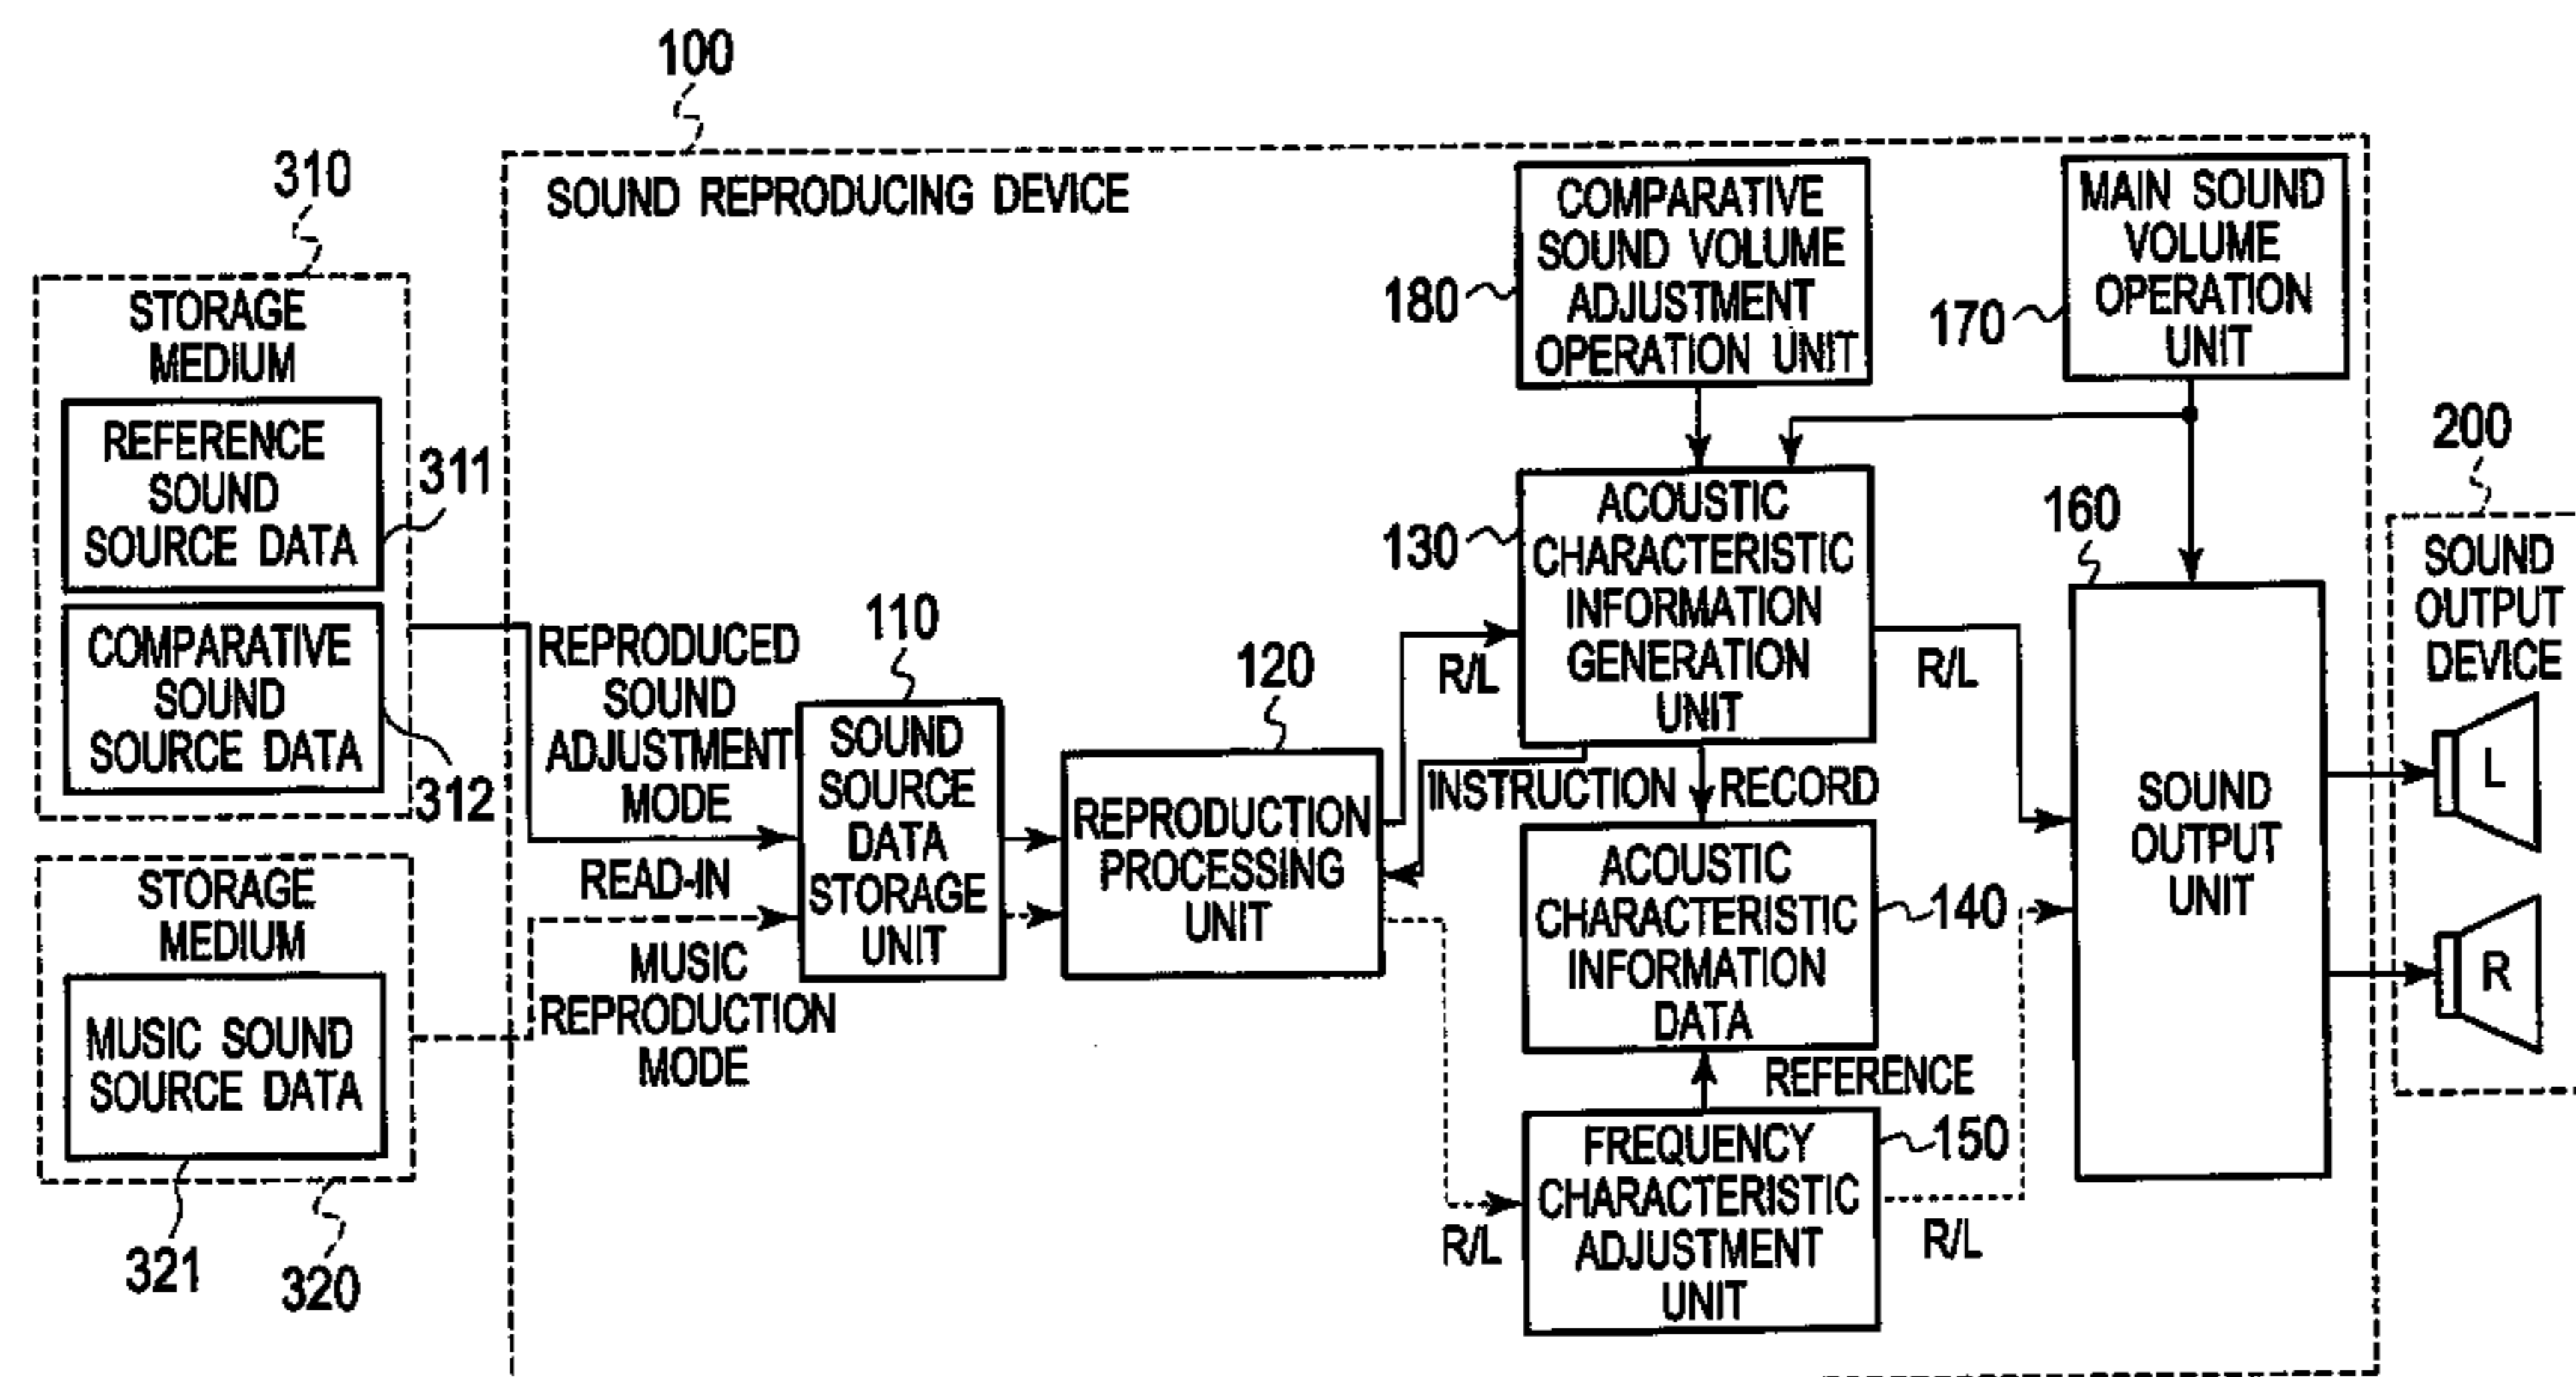 100
310
SOUND REPRODUCING DEVICE
STORAGE
MEDIUM
REFERENCE
SOUND
SOURCE DATA
311
COMPARATIVE
SOUND
SOURCE DATA
312
STORAGE
MEDIUM
MUSIC SOUND
SOURCE DATA
321
320
REPRODUCED
SOUND
ADJUSTMENT
MODE
READ-IN
MUSIC
REPRODUCTION
MODE
110
SOUND
SOURCE
DATA
STORAGE
UNIT
120
REPRODUCTION
PROCESSING
UNIT
180
COMPARATIVE
SOUND VOLUME
ADJUSTMENT
OPERATION UNIT
170
MAIN SOUND
VOLUME
OPERATION
UNIT
130
ACOUSTIC
CHARACTERISTIC
INFORMATION
GENERATION
UNIT
R/L
R/L
INSTRUCTION
RECORD
ACOUSTIC
CHARACTERISTIC
INFORMATION
DATA
140
REFERENCE
FREQUENCY
CHARACTERISTIC
ADJUSTMENT
UNIT
150
R/L
R/L
160
SOUND
OUTPUT
UNIT
200
SOUND
OUTPUT
DEVICE
L
R